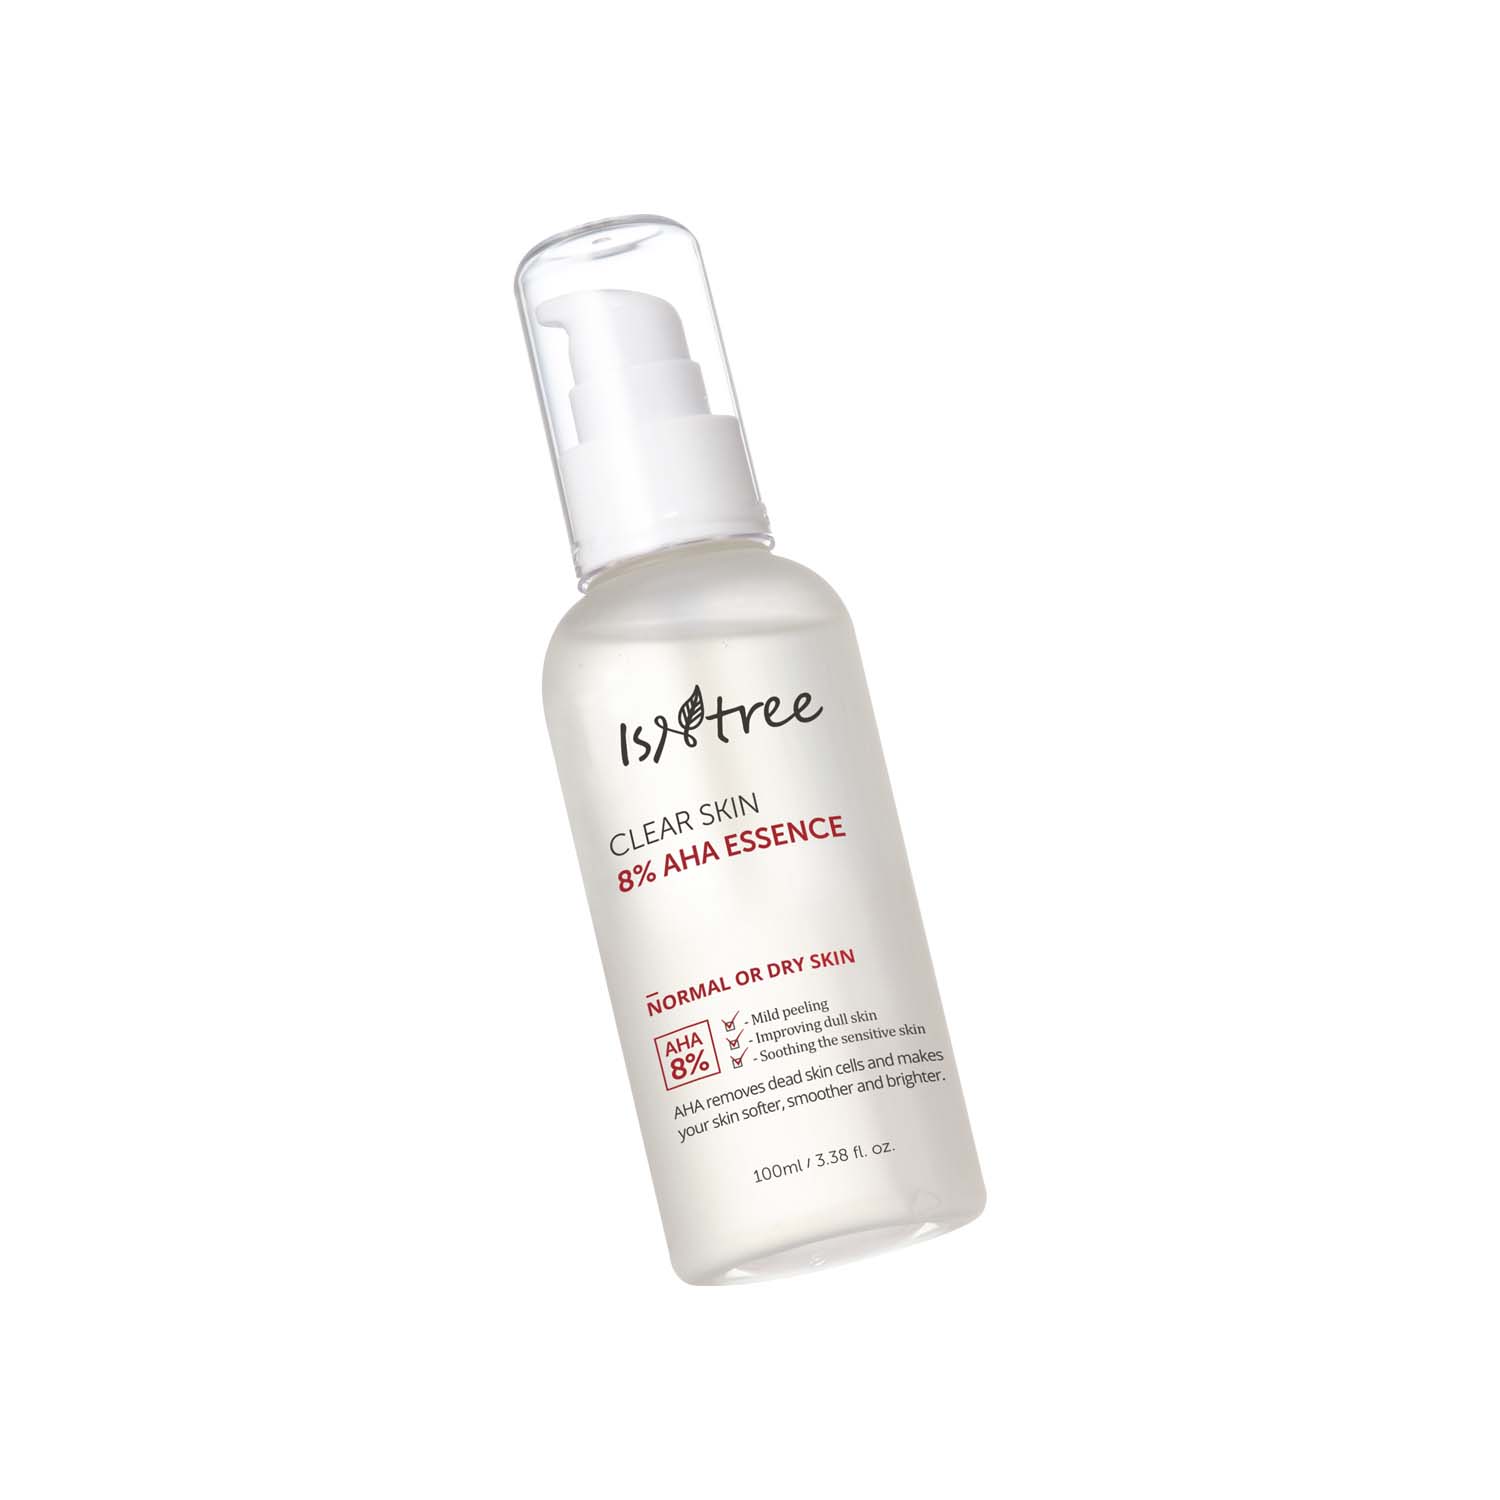 Isntree
CLEAR SKIN
8% AHA ESSENCE
NORMAL OR DRY SKIN
AHA
8%
- Mild peeling
- Improving dull skin
- Soothing the sensitive skin
AHA removes dead skin cells and makes
your skin softer, smoother and brighter.
100ml / 3.38 fl. oz.